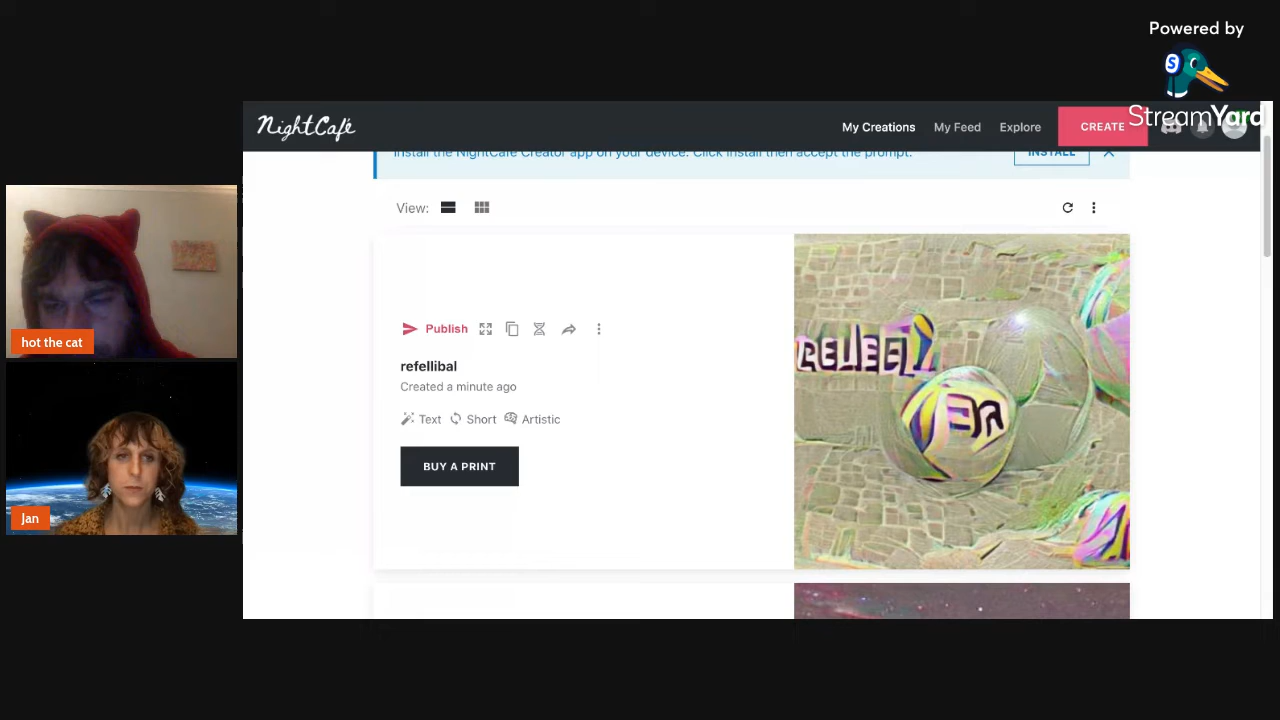 Powered by
StreamYard
NightCafé
My Creations
My Feed
Explore
CREATE
Install the NightCafe Creator app on your device. Click install then accept the prompt.
INSTALL
View:
Publish
refellibal
Created a minute ago
Text
Short
Artistic
BUY A PRINT
hot the cat
Jan